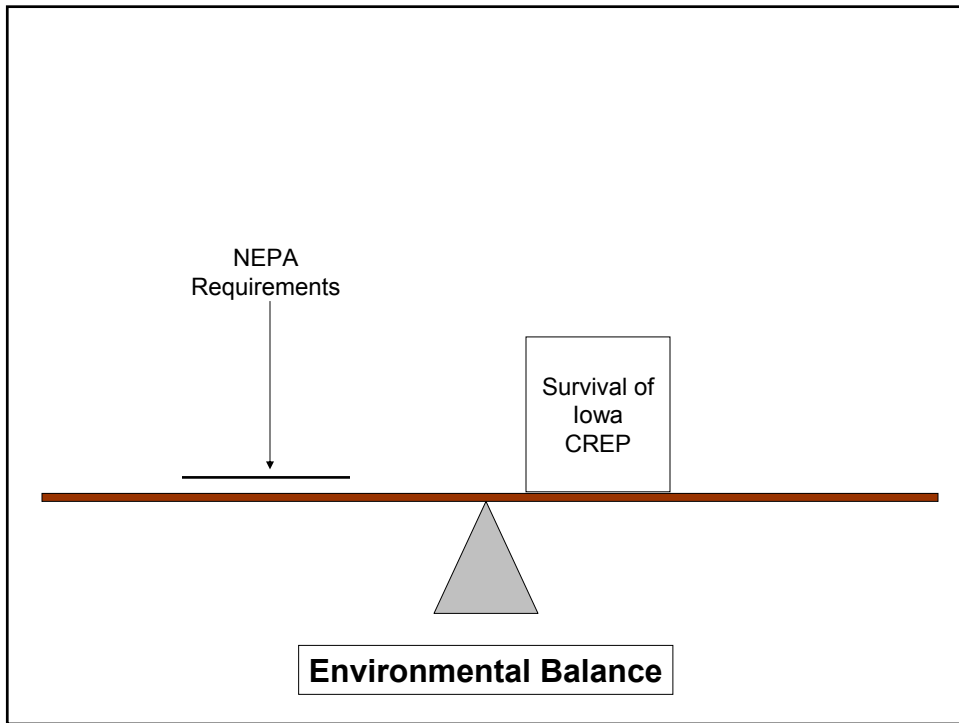 NEPA
Requirements
Survival of
Iowa
CREP
Environmental Balance